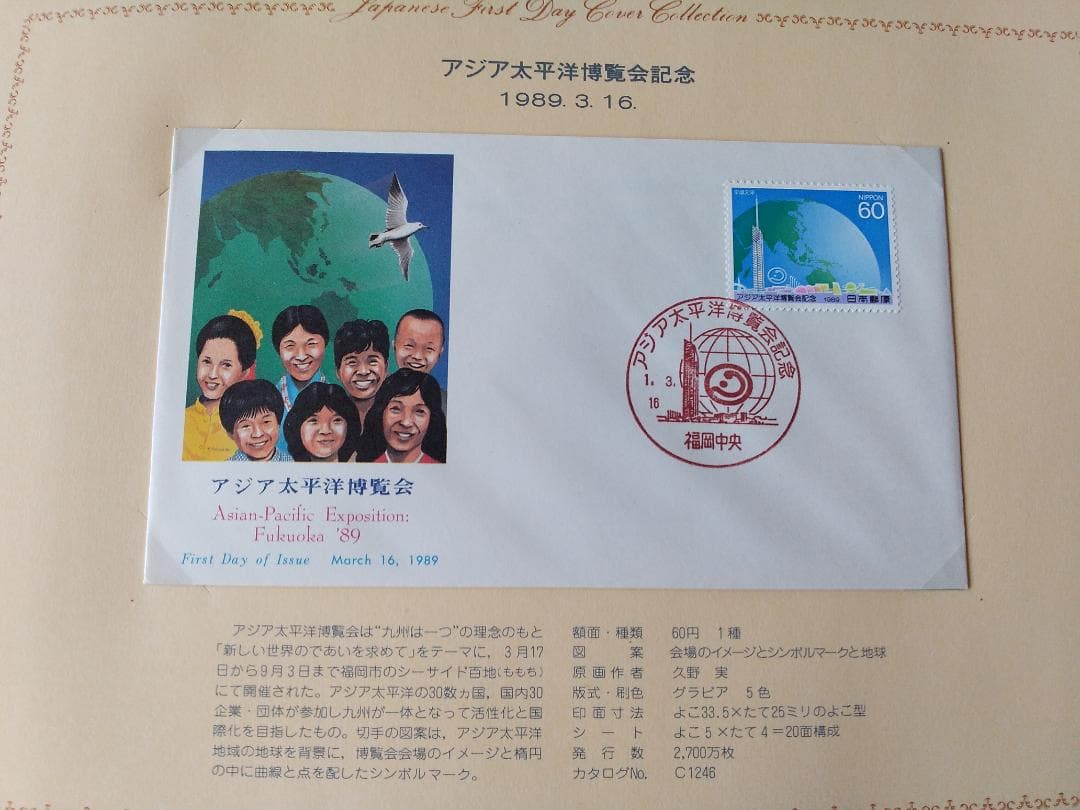 Japanese First Day Cover Collection
アジア太平洋博覧会記念
1989. 3. 16.
平成元年
NIPPON
60
アジア太平洋博覧会記念 1989 日本郵便
アジア太平洋博覧会記念
1. 3.
16
福岡中央
アジア太平洋博覧会
Asian-Pacific Exposition:
Fukuoka '89
First Day of Issue March 16, 1989
アジア太平洋博覧会は“九州は一つ”の理念のもと
「新しい世界のであいを求めて」をテーマに，3月17
日から9月3日まで福岡市のシーサイド百地(ももち)
にて開催された。アジア太平洋の30数ヵ国，国内30
企業・団体が参加し九州が一体となって活性化と国
際化を目指したもの。切手の図案は，アジア太平洋
地域の地球を背景に，博覧会会場のイメージと楕円
の中に曲線と点を配したシンボルマーク。
額面・種類 60円 1種
図案 会場のイメージとシンボルマークと地球
原画作者 久野 実
版式・刷色 グラビア 5色
印面寸法 よこ33.5×たて25ミリのよこ型
シート よこ5×たて4＝20面構成
発行数 2,700万枚
カタログNo. C1246